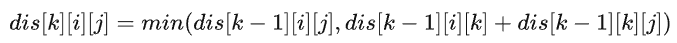 dis[k][i][j] = min(dis[k − 1][i][j], dis[k − 1][i][k] + dis[k − 1][k][j])